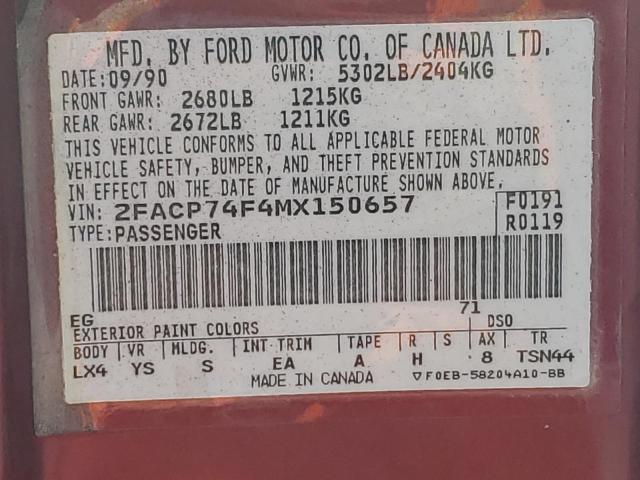 MFD. BY FORD MOTOR CO. OF CANADA LTD.
DATE: 09/90 GVWR: 5302LB/2404KG
FRONT GAWR: 2680LB 1215KG
REAR GAWR: 2672LB 1211KG
THIS VEHICLE CONFORMS TO ALL APPLICABLE FEDERAL MOTOR
VEHICLE SAFETY, BUMPER, AND THEFT PREVENTION STANDARDS
IN EFFECT ON THE DATE OF MANUFACTURE SHOWN ABOVE.
VIN: 2FACP74F4MX150657 F0191
TYPE: PASSENGER R0119
EG 71
EXTERIOR PAINT COLORS DSO
BODY VR MLDG. INT TRIM TAPE R S AX TR
LX4 YS S EA A H 8 TSN44
MADE IN CANADA ▽F0EB-58204A10-BB